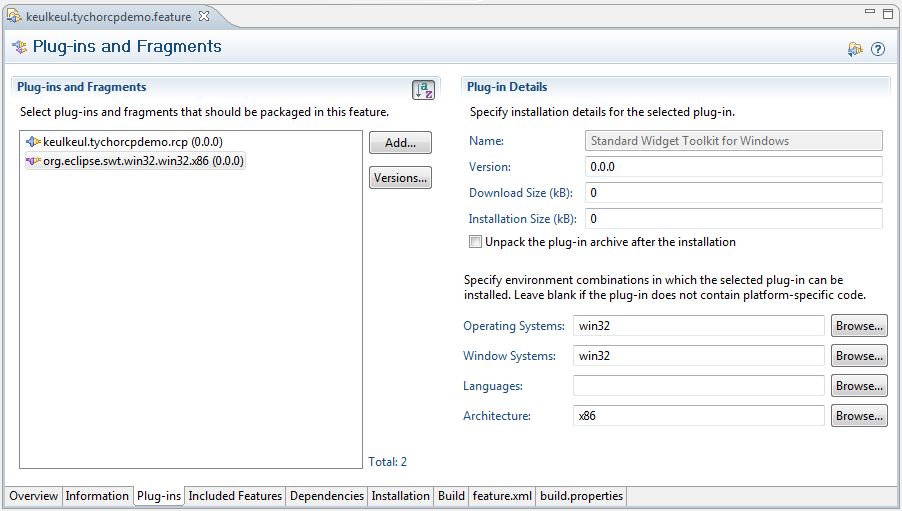 keulkeul.tychorcpdemo.feature
Plug-ins and Fragments
Plug-ins and Fragments
a
z
Select plug-ins and fragments that should be packaged in this feature.
keulkeul.tychorcpdemo.rcp (0.0.0)
org.eclipse.swt.win32.win32.x86 (0.0.0)
Add...
Versions...
Total: 2
Plug-in Details
Specify installation details for the selected plug-in.
Name: Standard Widget Toolkit for Windows
Version: 0.0.0
Download Size (kB): 0
Installation Size (kB): 0
Unpack the plug-in archive after the installation
Specify environment combinations in which the selected plug-in can be
installed. Leave blank if the plug-in does not contain platform-specific code.
Operating Systems: win32 Browse...
Window Systems: win32 Browse...
Languages: Browse...
Architecture: x86 Browse...
Overview Information Plug-ins Included Features Dependencies Installation Build feature.xml build.properties